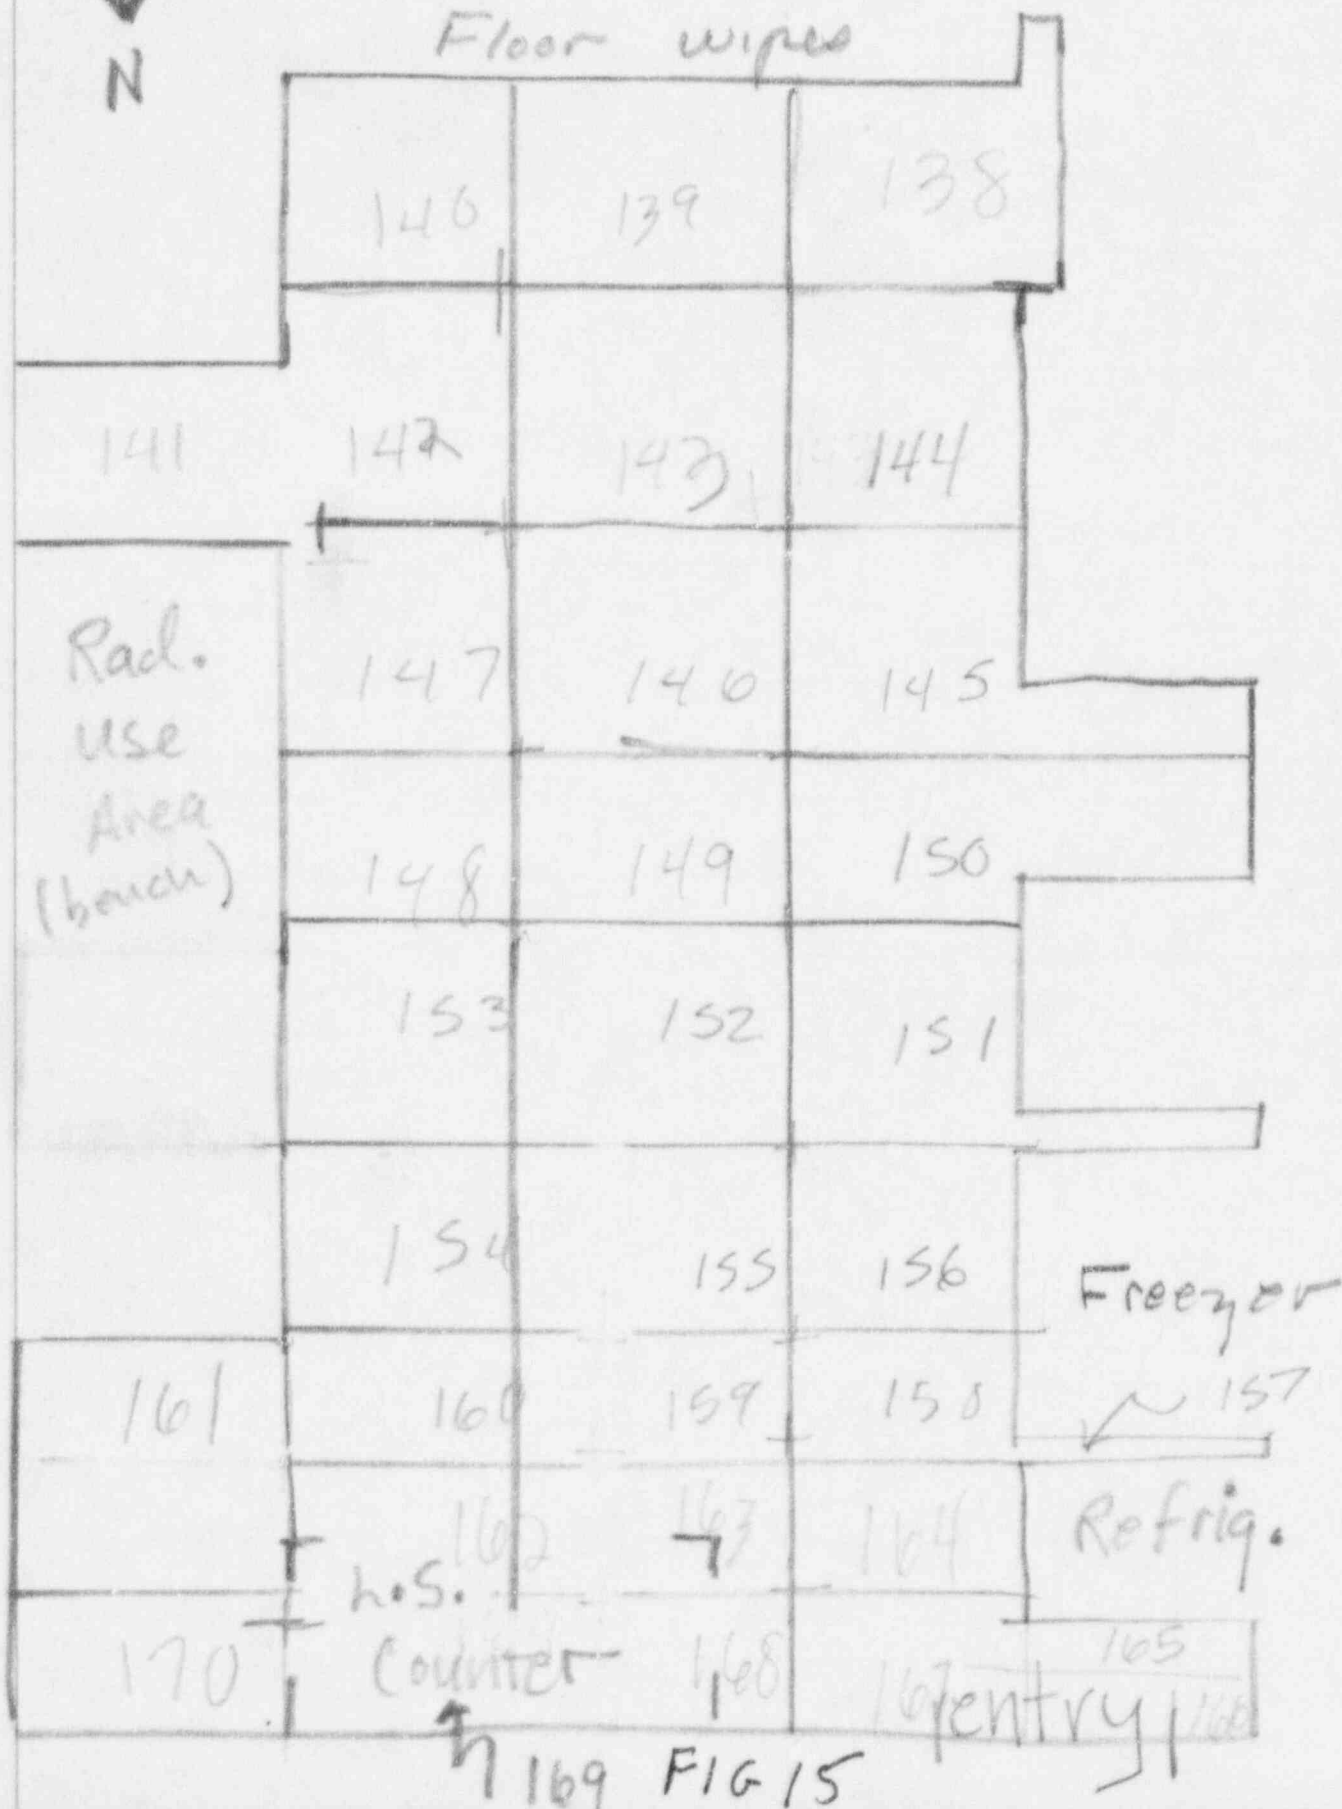 N
Floor wipes
140 139 138
141 142 143 144
Rad.
use
Area
(bench)
147 146 145
148 149 150
153 152 151
154 155 156
Freezer
157
161 160 159 158
162 163 164
Refrig.
L.S.
Counter
170 168 167 165
entry 166
169 FIG 15